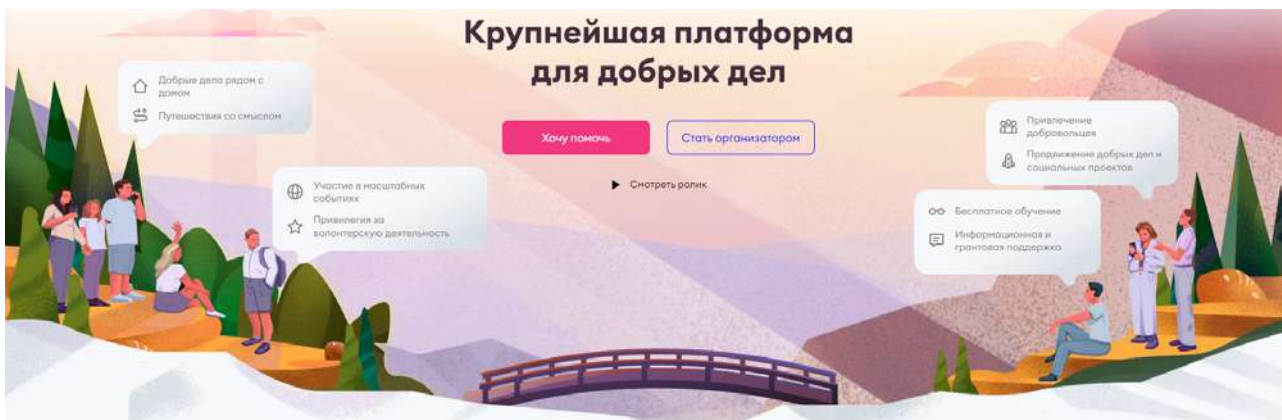 Крупнейшая платформа
для добрых дел
Хочу помочь
Стать организатором
Смотреть ролик
Добрые дела рядом с
домом
Путешествия со смыслом
Участие в масштабных
событиях
Привилегия за
волонтерскую деятельность
Привлечение
добровольцев
Продвижение добрых дел и
социальных проектов
Бесплатное обучение
Информационная и
грантовая поддержка